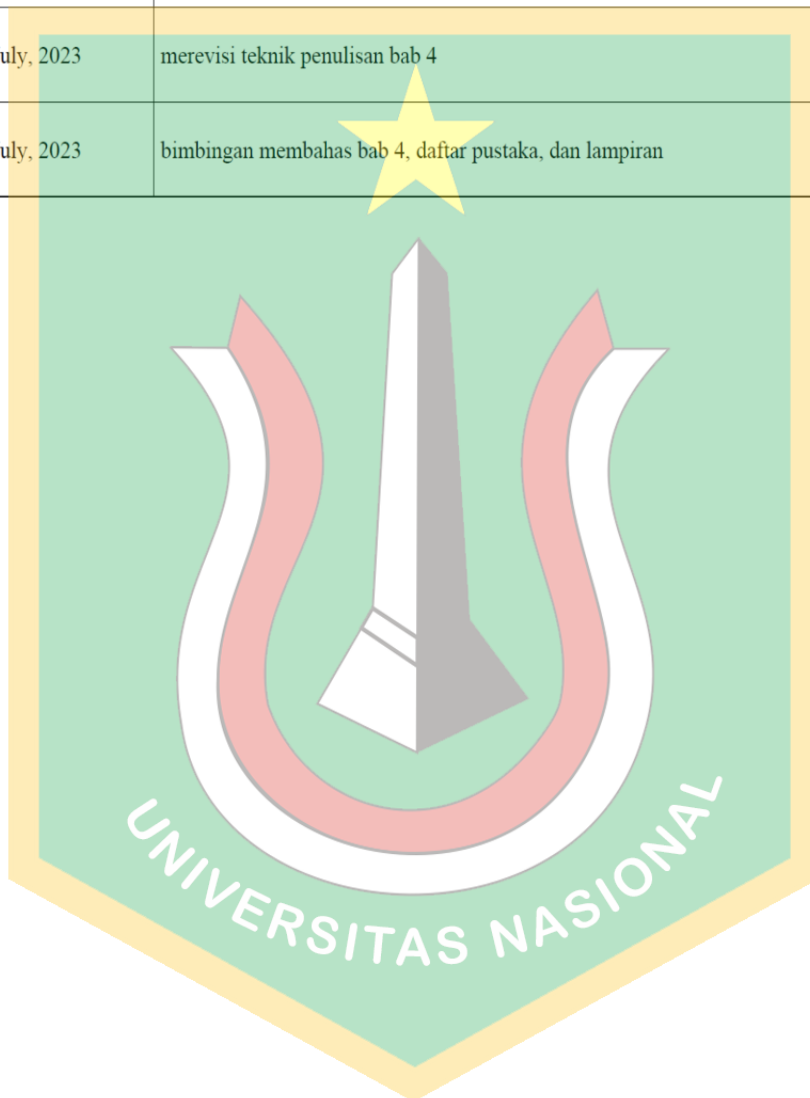 uly, 2023 merevisi teknik penulisan bab 4
uly, 2023 bimbingan membahas bab 4, daftar pustaka, dan lampiran
UNIVERSITAS NASIONAL